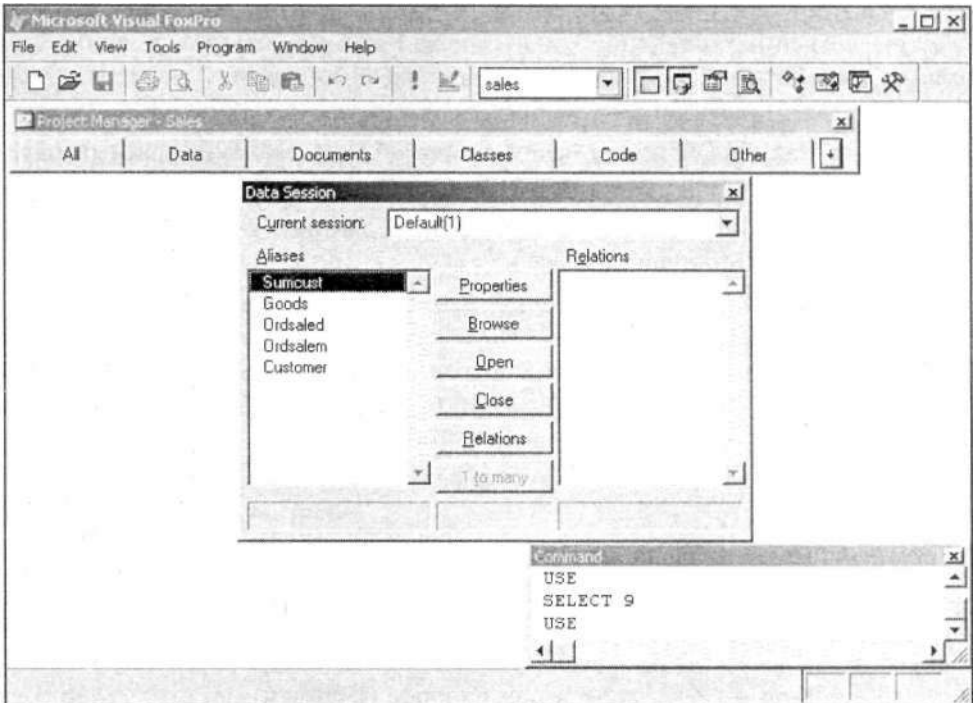 Microsoft Visual FoxPro
File Edit View Tools Program Window Help
sales
Project Manager - Sales
All Data Documents Classes Code Other
Data Session
Current session: Default(1)
Aliases Relations
Sumcust
Goods
Ordsaled
Ordsalem
Customer
Properties
Browse
Open
Close
Relations
1 to many
Command
USE
SELECT 9
USE